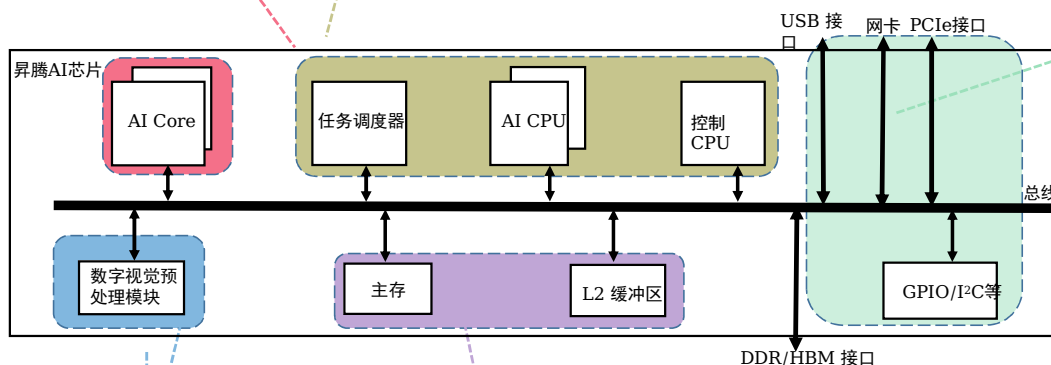 USB 接
口
网卡
PCIe接口
昇腾AI芯片
AI Core
任务调度器
AI CPU
控制
CPU
总线
数字视觉预
处理模块
主存
L2 缓冲区
GPIO/I²C等
DDR/HBM 接口